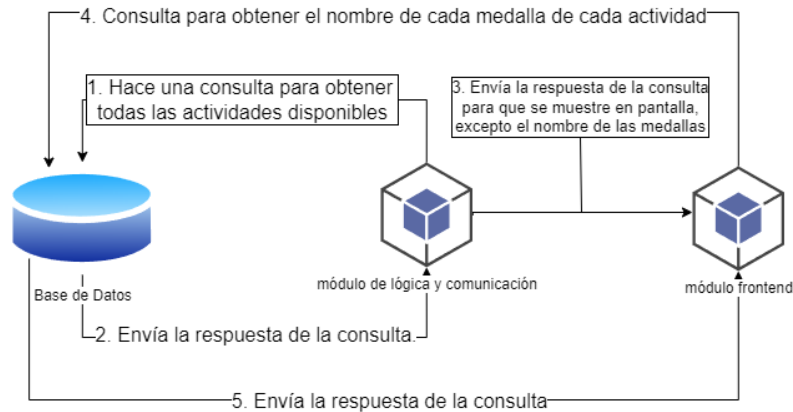 4. Consulta para obtener el nombre de cada medalla de cada actividad
1. Hace una consulta para obtener
todas las actividades disponibles
3. Envía la respuesta de la consulta
para que se muestre en pantalla,
excepto el nombre de las medallas
módulo de lógica y comunicación
módulo frontend
Base de Datos
2. Envía la respuesta de la consulta.
5. Envía la respuesta de la consulta